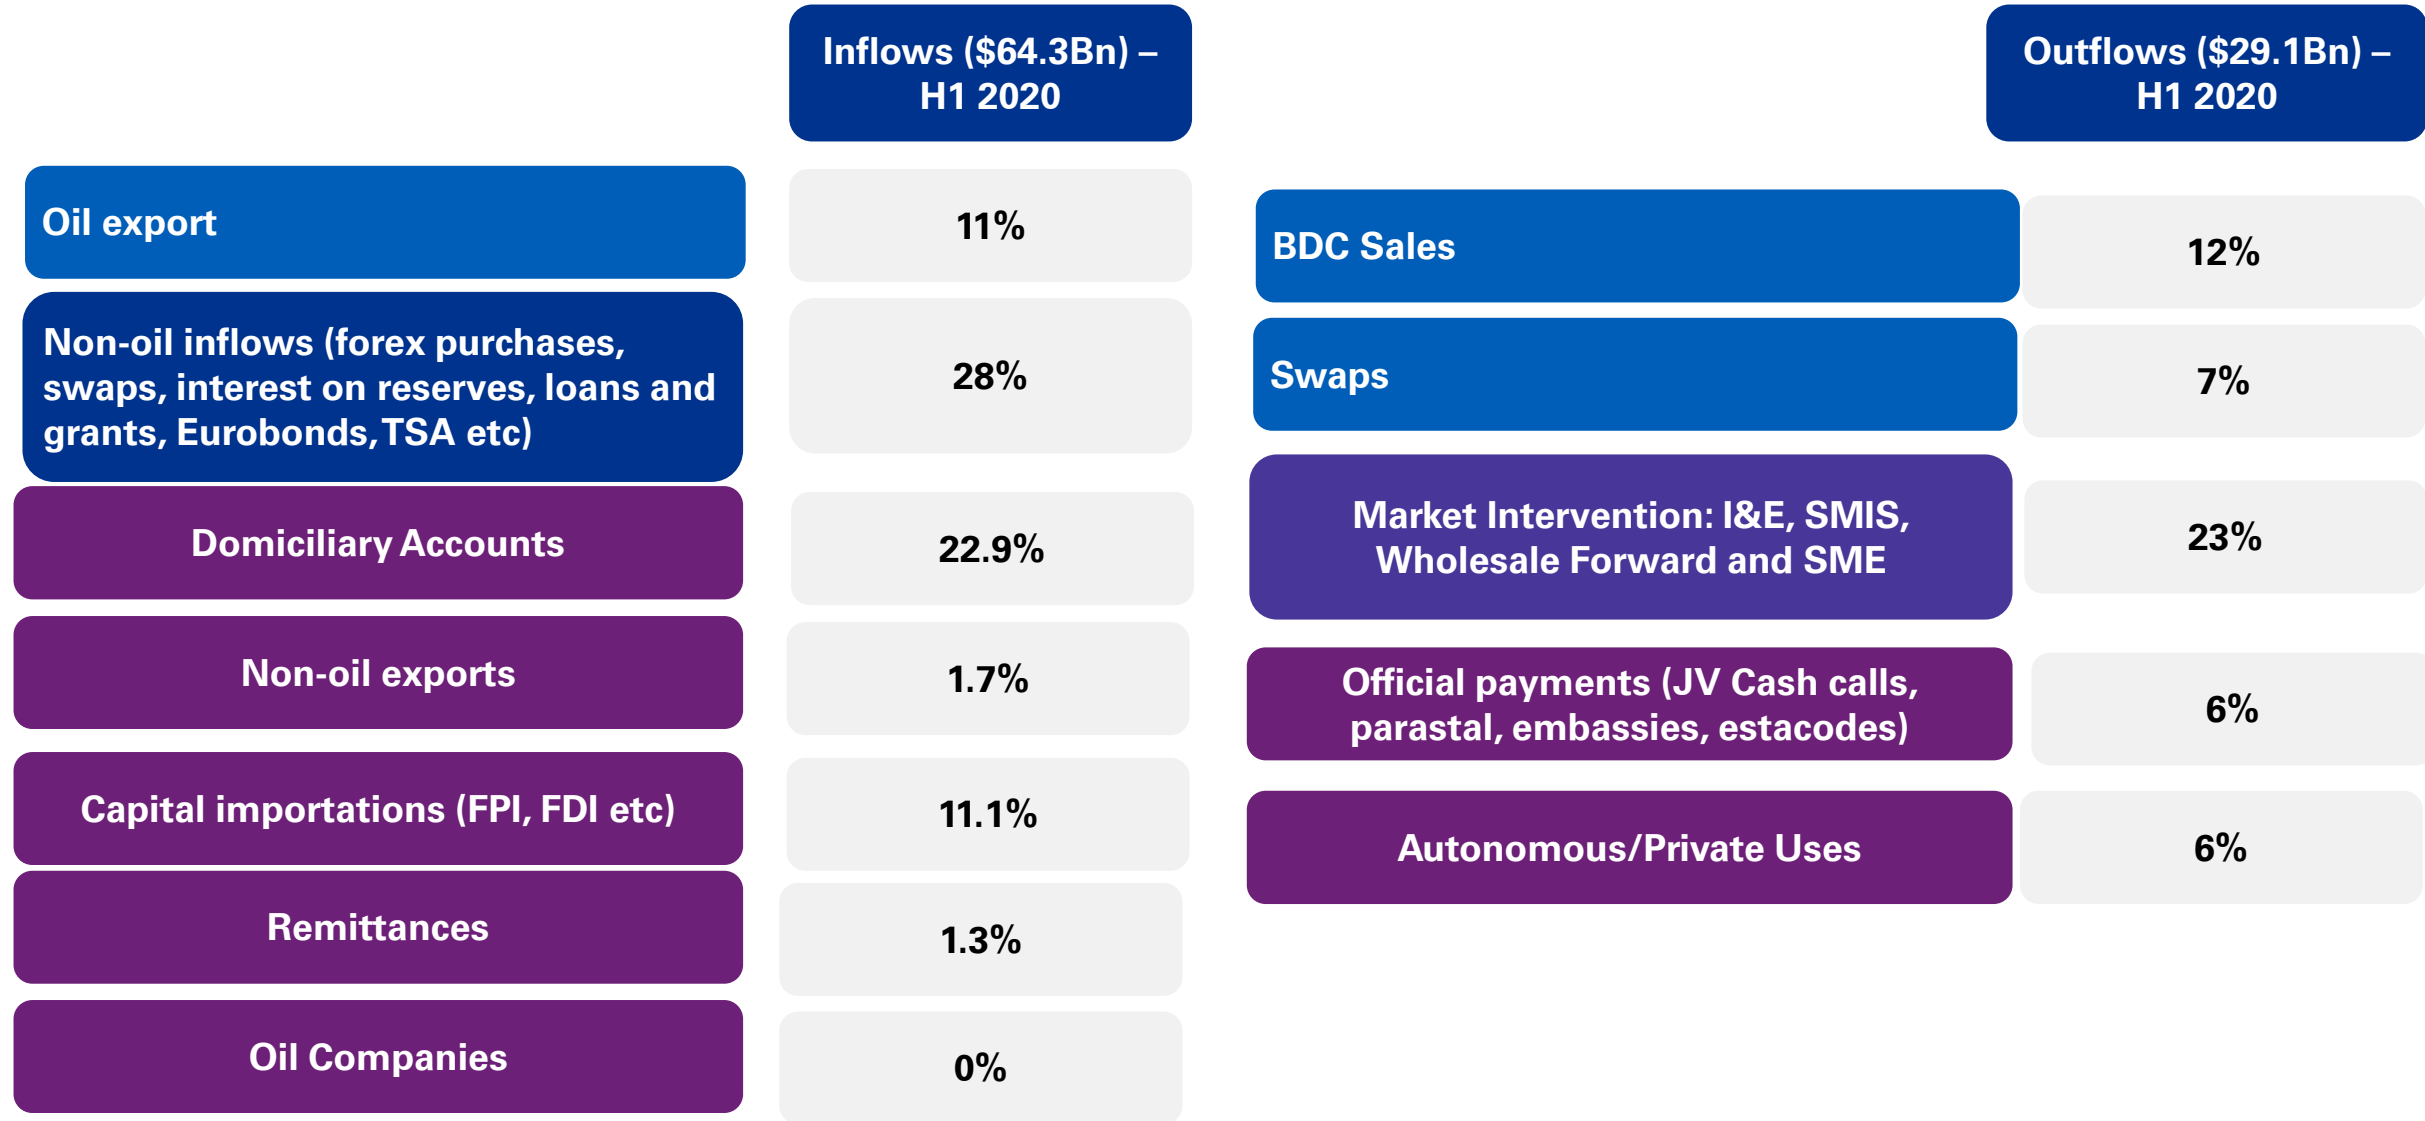 Inflows ($64.3Bn) –
H1 2020
Oil export
11%
Non-oil inflows (forex purchases,
swaps, interest on reserves, loans and
grants, Eurobonds, TSA etc)
28%
Domiciliary Accounts
22.9%
Non-oil exports
1.7%
Capital importations (FPI, FDI etc)
11.1%
Remittances
1.3%
Oil Companies
0%
Outflows ($29.1Bn) –
H1 2020
BDC Sales
12%
Swaps
7%
Market Intervention: I&E, SMIS,
Wholesale Forward and SME
23%
Official payments (JV Cash calls,
parastal, embassies, estacodes)
6%
Autonomous/Private Uses
6%